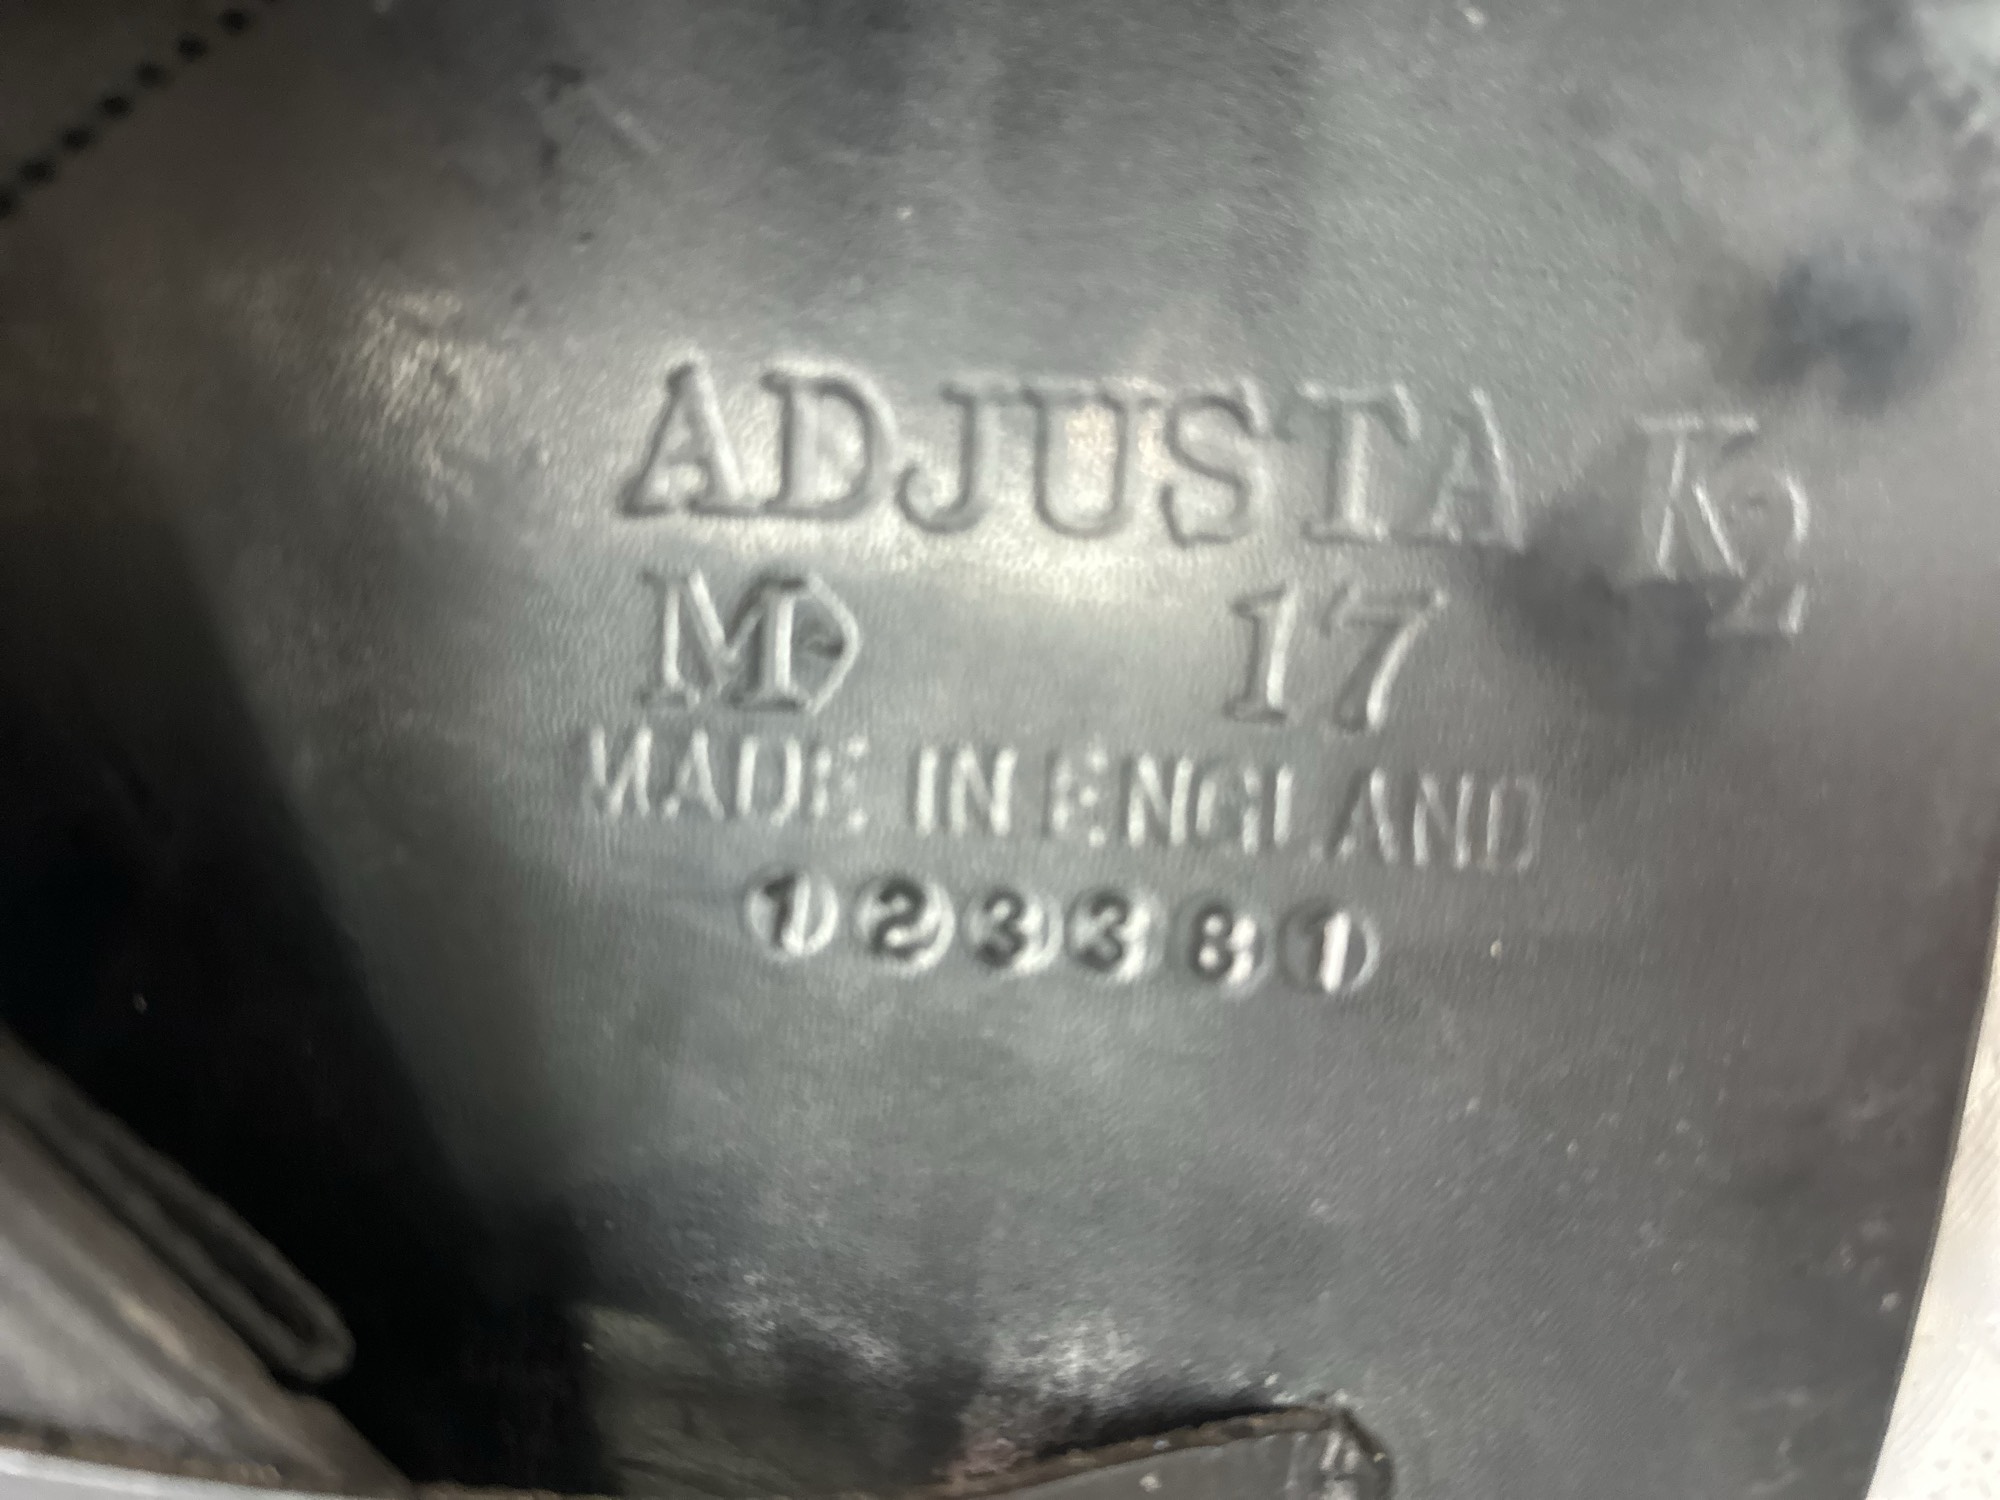 ADJUSTA K2
M 17
MADE IN ENGLAND
123381